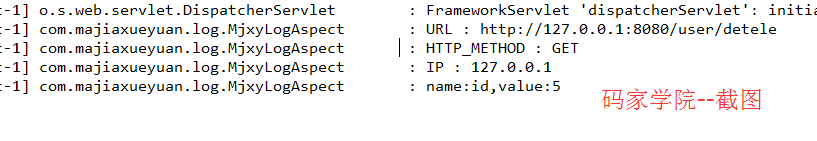 t-1] o.s.web.servlet.DispatcherServlet : FrameworkServlet 'dispatcherServlet': initia
t-1] com.majiaxueyuan.log.MjxyLogAspect : URL : http://127.0.0.1:8080/user/detele
t-1] com.majiaxueyuan.log.MjxyLogAspect : HTTP_METHOD : GET
t-1] com.majiaxueyuan.log.MjxyLogAspect : IP : 127.0.0.1
t-1] com.majiaxueyuan.log.MjxyLogAspect : name:id,value:5
码家学院--截图